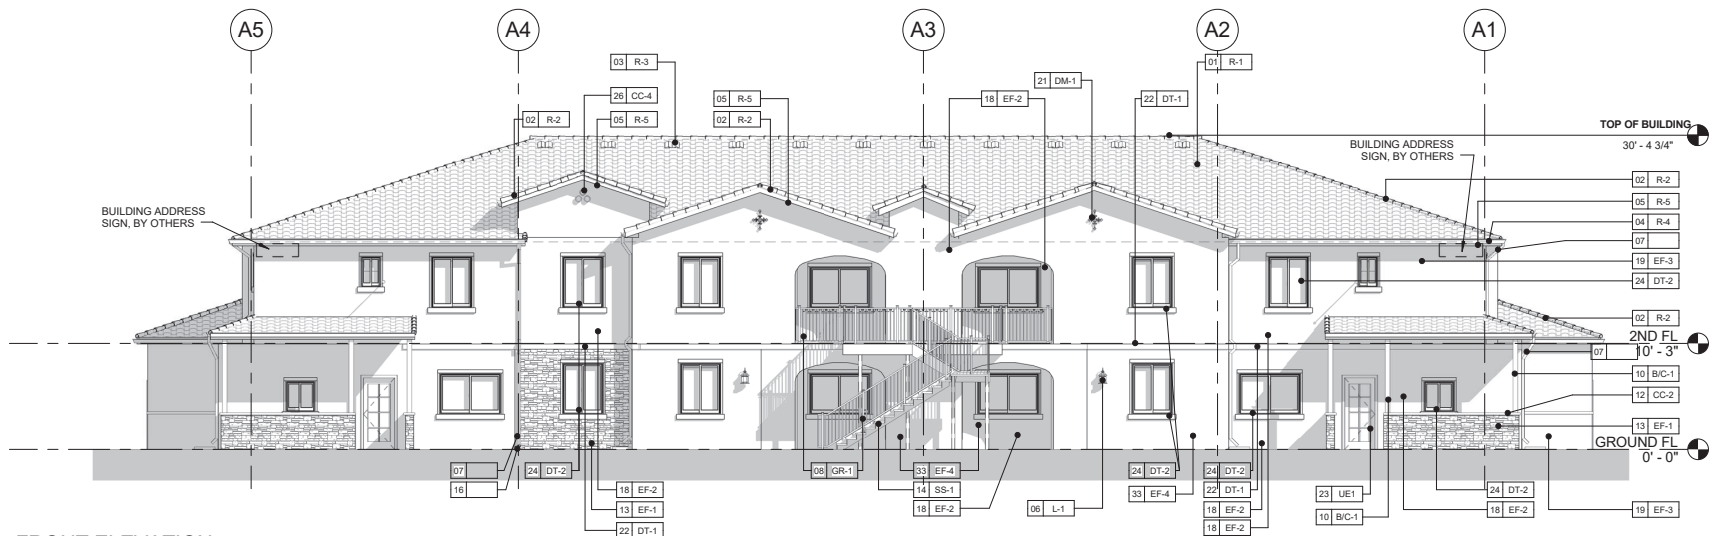 A5 A4 A3 A2 A1
03 R-3
01 R-1
21 DM-1
26 CC-4
05 R-5
18 EF-2
22 DT-1
02 R-2
05 R-5
02 R-2
TOP OF BUILDING
30' - 4 3/4"
BUILDING ADDRESS
SIGN, BY OTHERS
02 R-2
05 R-5
BUILDING ADDRESS
SIGN, BY OTHERS
04 R-4
07
19 EF-3
24 DT-2
02 R-2
2ND FL
10' - 3"
07
10 B/C-1
12 CC-2
13 EF-1
GROUND FL
0' - 0"
07
24 DT-2
08 GR-1
33 EF-4
24 DT-2
24 DT-2
16
18 EF-2
14 SS-1
33 EF-4
22 DT-1
23 UE1
24 DT-2
13 EF-1
18 EF-2
06 L-1
18 EF-2
10 B/C-1
18 EF-2
19 EF-3
22 DT-1
18 EF-2